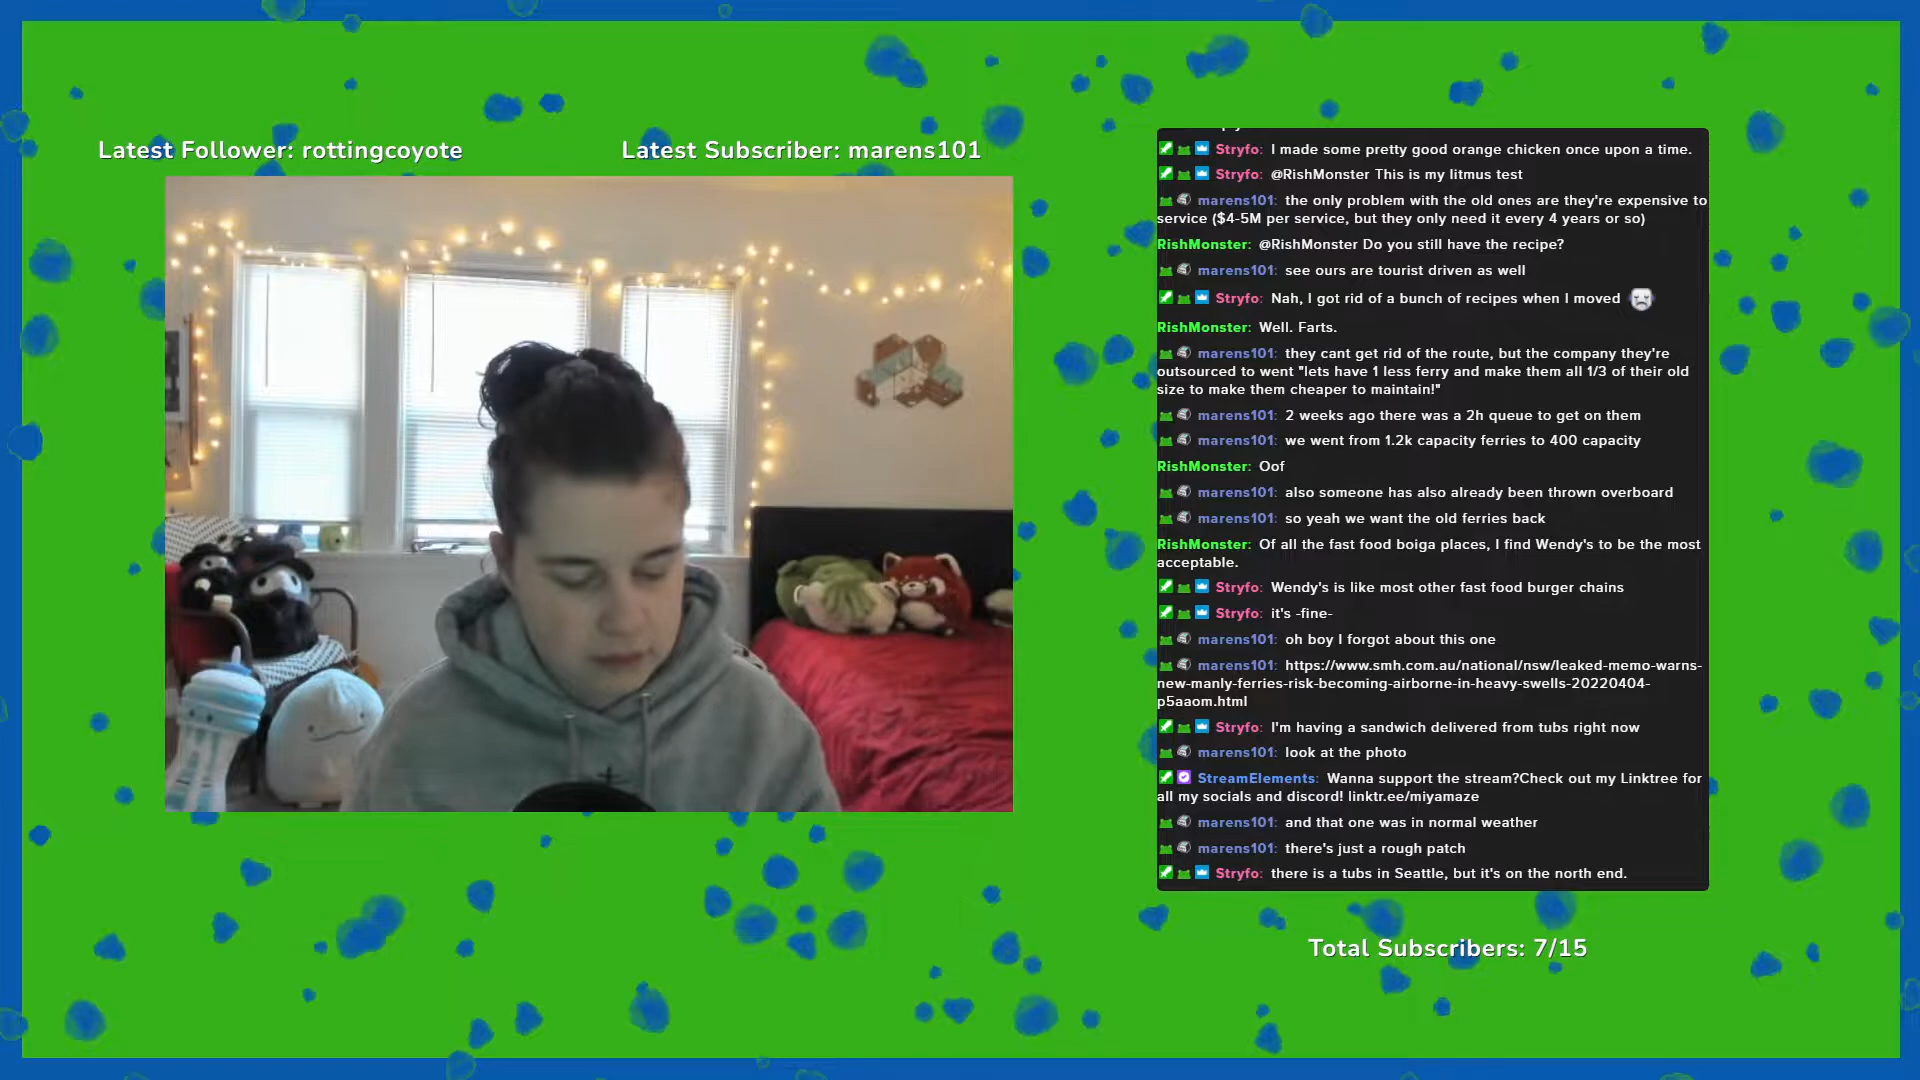 Latest Follower: rottingcoyote
Latest Subscriber: marens101
Stryfo: I made some pretty good orange chicken once upon a time.
Stryfo: @RishMonster This is my litmus test
marens101: the only problem with the old ones are they're expensive to
service ($4-5M per service, but they only need it every 4 years or so)
RishMonster: @RishMonster Do you still have the recipe?
marens101: see ours are tourist driven as well
Stryfo: Nah, I got rid of a bunch of recipes when I moved
RishMonster: Well. Farts.
marens101: they cant get rid of the route, but the company they're
outsourced to went "lets have 1 less ferry and make them all 1/3 of their old
size to make them cheaper to maintain!"
marens101: 2 weeks ago there was a 2h queue to get on them
marens101: we went from 1.2k capacity ferries to 400 capacity
RishMonster: Oof
marens101: also someone has also already been thrown overboard
marens101: so yeah we want the old ferries back
RishMonster: Of all the fast food boiga places, I find Wendy's to be the most
acceptable.
Stryfo: Wendy's is like most other fast food burger chains
Stryfo: it's -fine-
marens101: oh boy I forgot about this one
marens101: https://www.smh.com.au/national/nsw/leaked-memo-warns-
new-manly-ferries-risk-becoming-airborne-in-heavy-swells-20220404-
p5aaom.html
Stryfo: I'm having a sandwich delivered from tubs right now
marens101: look at the photo
StreamElements: Wanna support the stream?Check out my Linktree for
all my socials and discord! linktr.ee/miyamaze
marens101: and that one was in normal weather
marens101: there's just a rough patch
Stryfo: there is a tubs in Seattle, but it's on the north end.
Total Subscribers: 7/15